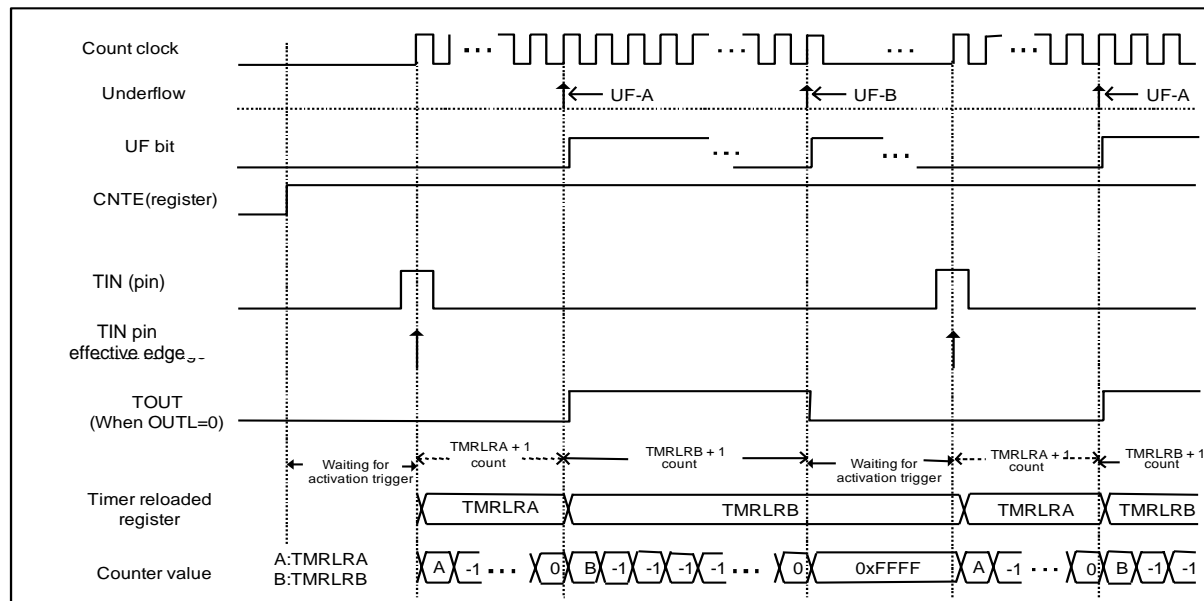 Count clock
Underflow
UF-A
UF-B
UF-A
UF bit
CNTE(register)
TIN (pin)
TIN pin
effective edge
TOUT
(When OUTL=0)
Waiting for
activation trigger
TMRLRA + 1
count
TMRLRB + 1
count
Waiting for
activation trigger
TMRLRA + 1
count
TMRLRB + 1
count
Timer reloaded
register
TMRLRA
TMRLRB
TMRLRA
TMRLRB
A:TMRLRA
B:TMRLRB
Counter value
A -1 ... 0 B -1 -1 -1 -1 ... 0 0xFFFF A -1 ... 0 B -1 -1